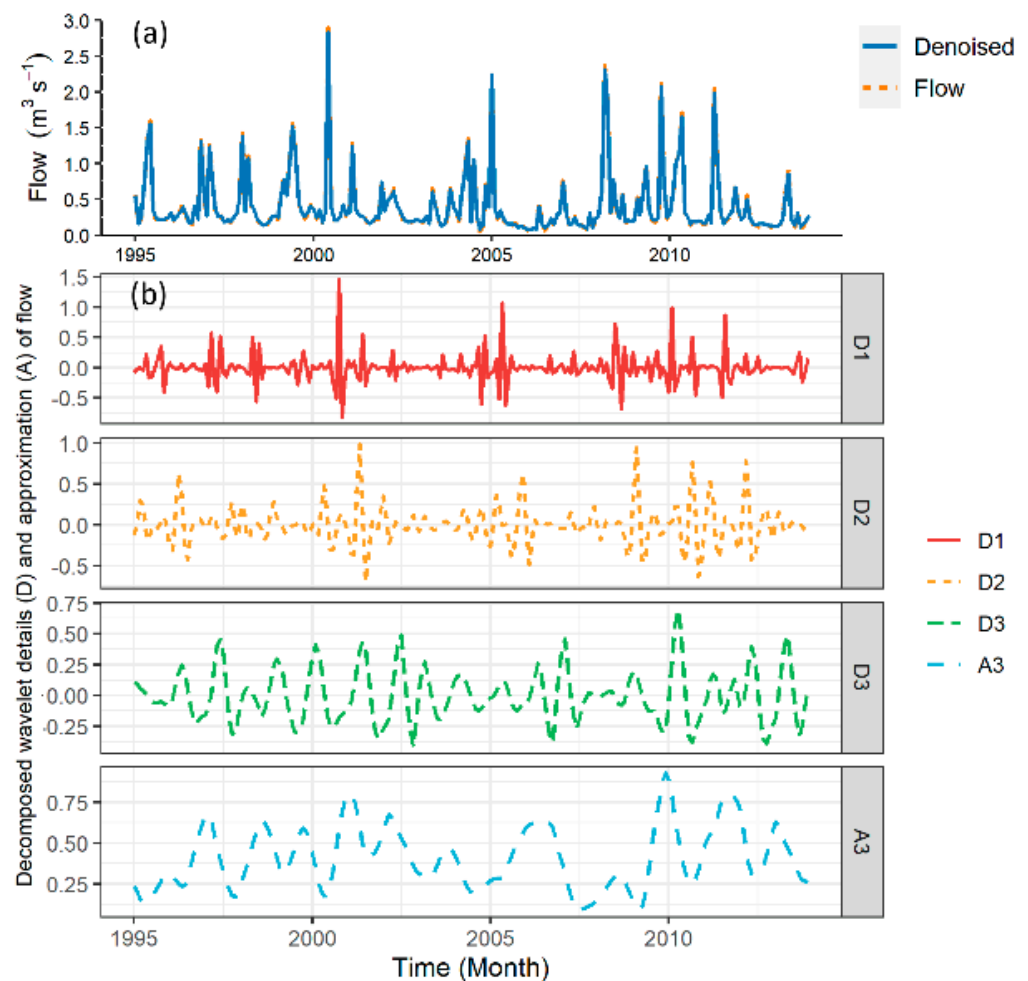 (a)
Flow (m³ s⁻¹)
3.0
2.5
2.0
1.5
1.0
0.5
0.0
1995
2000
2005
2010
Denoised
Flow
(b)
Decomposed wavelet details (D) and approximation (A) of flow
1.5
1.0
0.5
0.0
-0.5
D1
1.0
0.5
0.0
-0.5
D2
0.75
0.50
0.25
-0.00
-0.25
D3
0.75
0.50
0.25
A3
1995
2000
2005
2010
Time (Month)
D1
D2
D3
A3